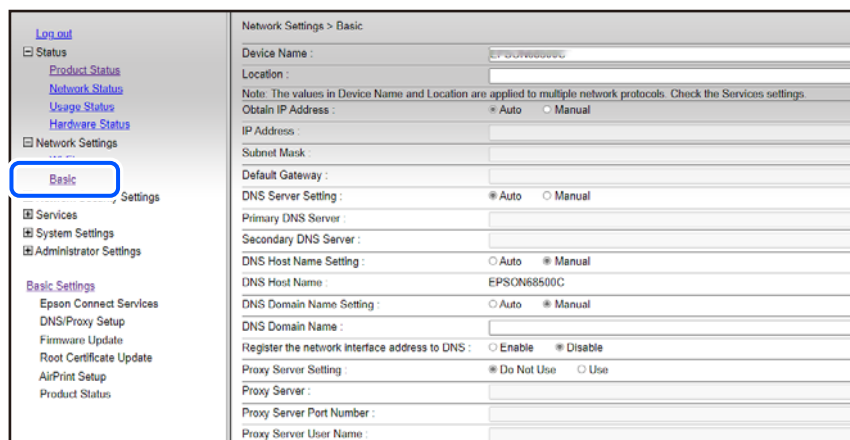 Log out
Status
Product Status
Network Status
Usage Status
Hardware Status
Network Settings
Basic
Settings
Services
System Settings
Administrator Settings
Basic Settings
Epson Connect Services
DNS/Proxy Setup
Firmware Update
Root Certificate Update
AirPrint Setup
Product Status
Network Settings > Basic
Device Name :
Location :
Note: The values in Device Name and Location are applied to multiple network protocols. Check the Services settings.
Obtain IP Address : Auto Manual
IP Address :
Subnet Mask :
Default Gateway :
DNS Server Setting : Auto Manual
Primary DNS Server :
Secondary DNS Server :
DNS Host Name Setting : Auto Manual
DNS Host Name : EPSON68500C
DNS Domain Name Setting : Auto Manual
DNS Domain Name :
Register the network interface address to DNS : Enable Disable
Proxy Server Setting : Do Not Use Use
Proxy Server :
Proxy Server Port Number :
Proxy Server User Name :